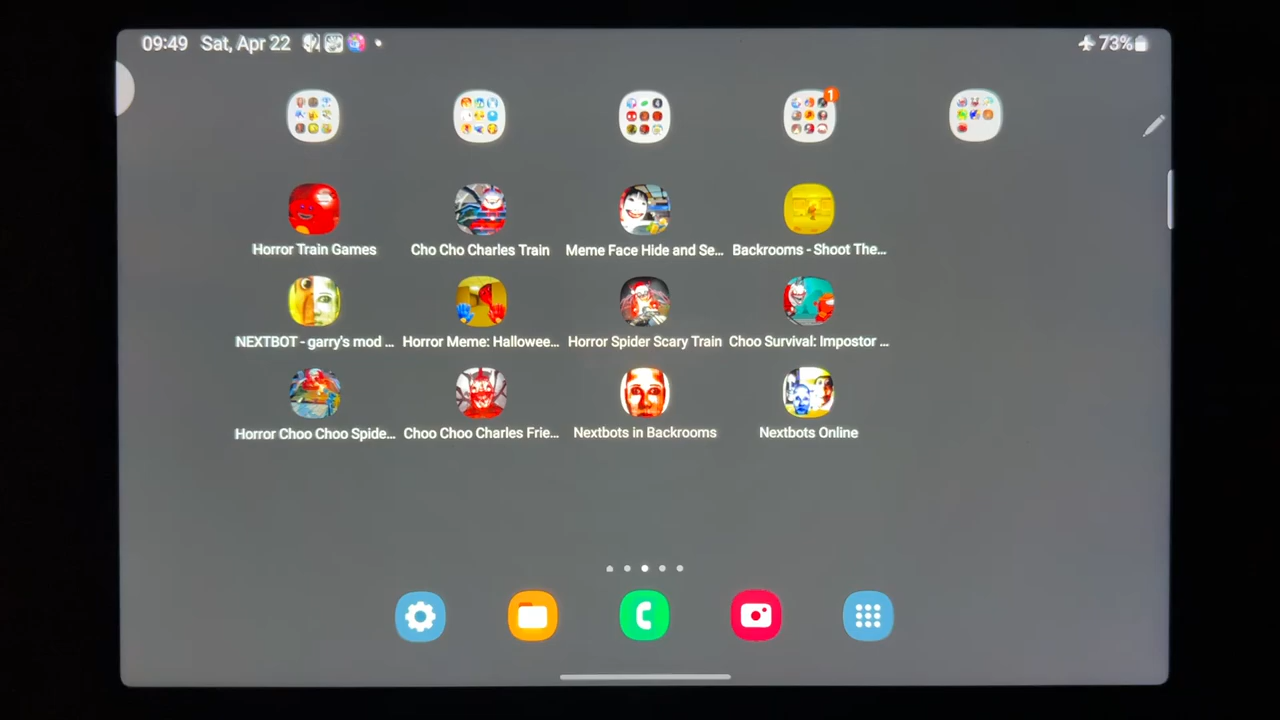 09:49 Sat, Apr 22
73%
1
Horror Train Games
Cho Cho Charles Train
Meme Face Hide and Se...
Backrooms - Shoot The...
NEXTBOT - garry's mod ...
Horror Meme: Hallowee...
Horror Spider Scary Train
Choo Survival: Impostor ...
Horror Choo Choo Spide...
Choo Choo Charles Frie...
Nextbots in Backrooms
Nextbots Online